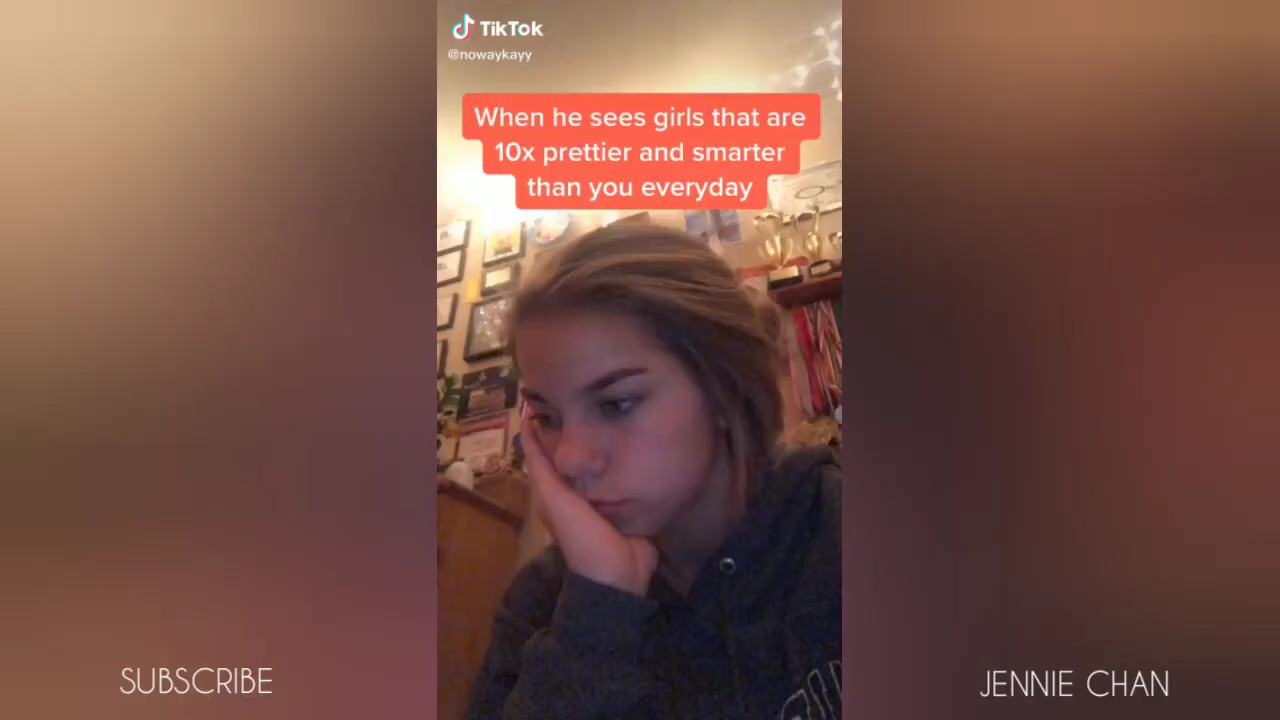 TikTok
@nowaykayy
When he sees girls that are
10x prettier and smarter
than you everyday
SUBSCRIBE
JENNIE CHAN